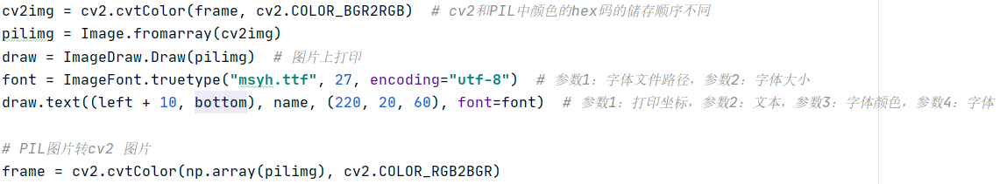 cv2img = cv2.cvtColor(frame, cv2.COLOR_BGR2RGB)  # cv2和PIL中颜色的hex码的储存顺序不同
pilimg = Image.fromarray(cv2img)
draw = ImageDraw.Draw(pilimg)  # 图片上打印
font = ImageFont.truetype("msyh.ttf", 27, encoding="utf-8")  # 参数1：字体文件路径，参数2：字体大小
draw.text((left + 10, bottom), name, (220, 20, 60), font=font)  # 参数1：打印坐标，参数2：文本，参数3：字体颜色，参数4：字体
# PIL图片转cv2 图片
frame = cv2.cvtColor(np.array(pilimg), cv2.COLOR_RGB2BGR)